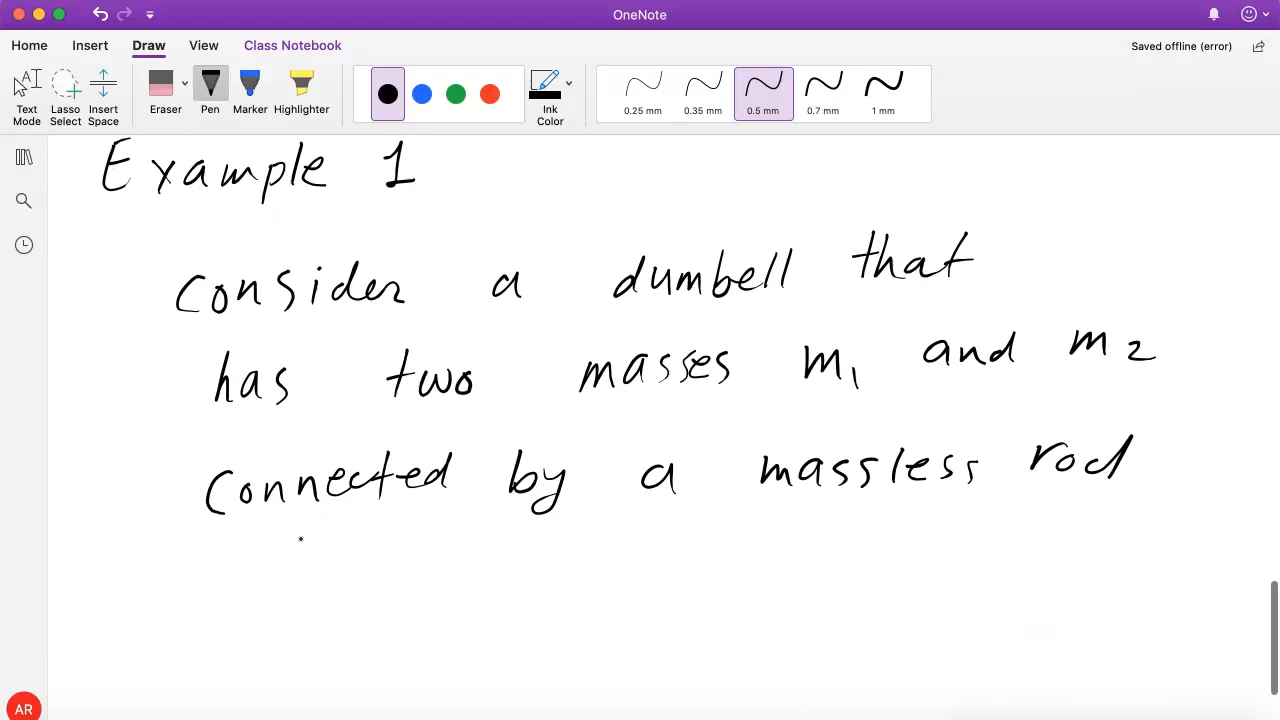 OneNote
Home Insert Draw View Class Notebook
Saved offline (error)
Text Mode
Lasso Select
Insert Space
Eraser
Pen
Marker
Highlighter
Ink Color
0.25 mm
0.35 mm
0.5 mm
0.7 mm
1 mm
Example 1
consider a dumbell that
has two masses m₁ and m₂
connected by a massless rod
AR